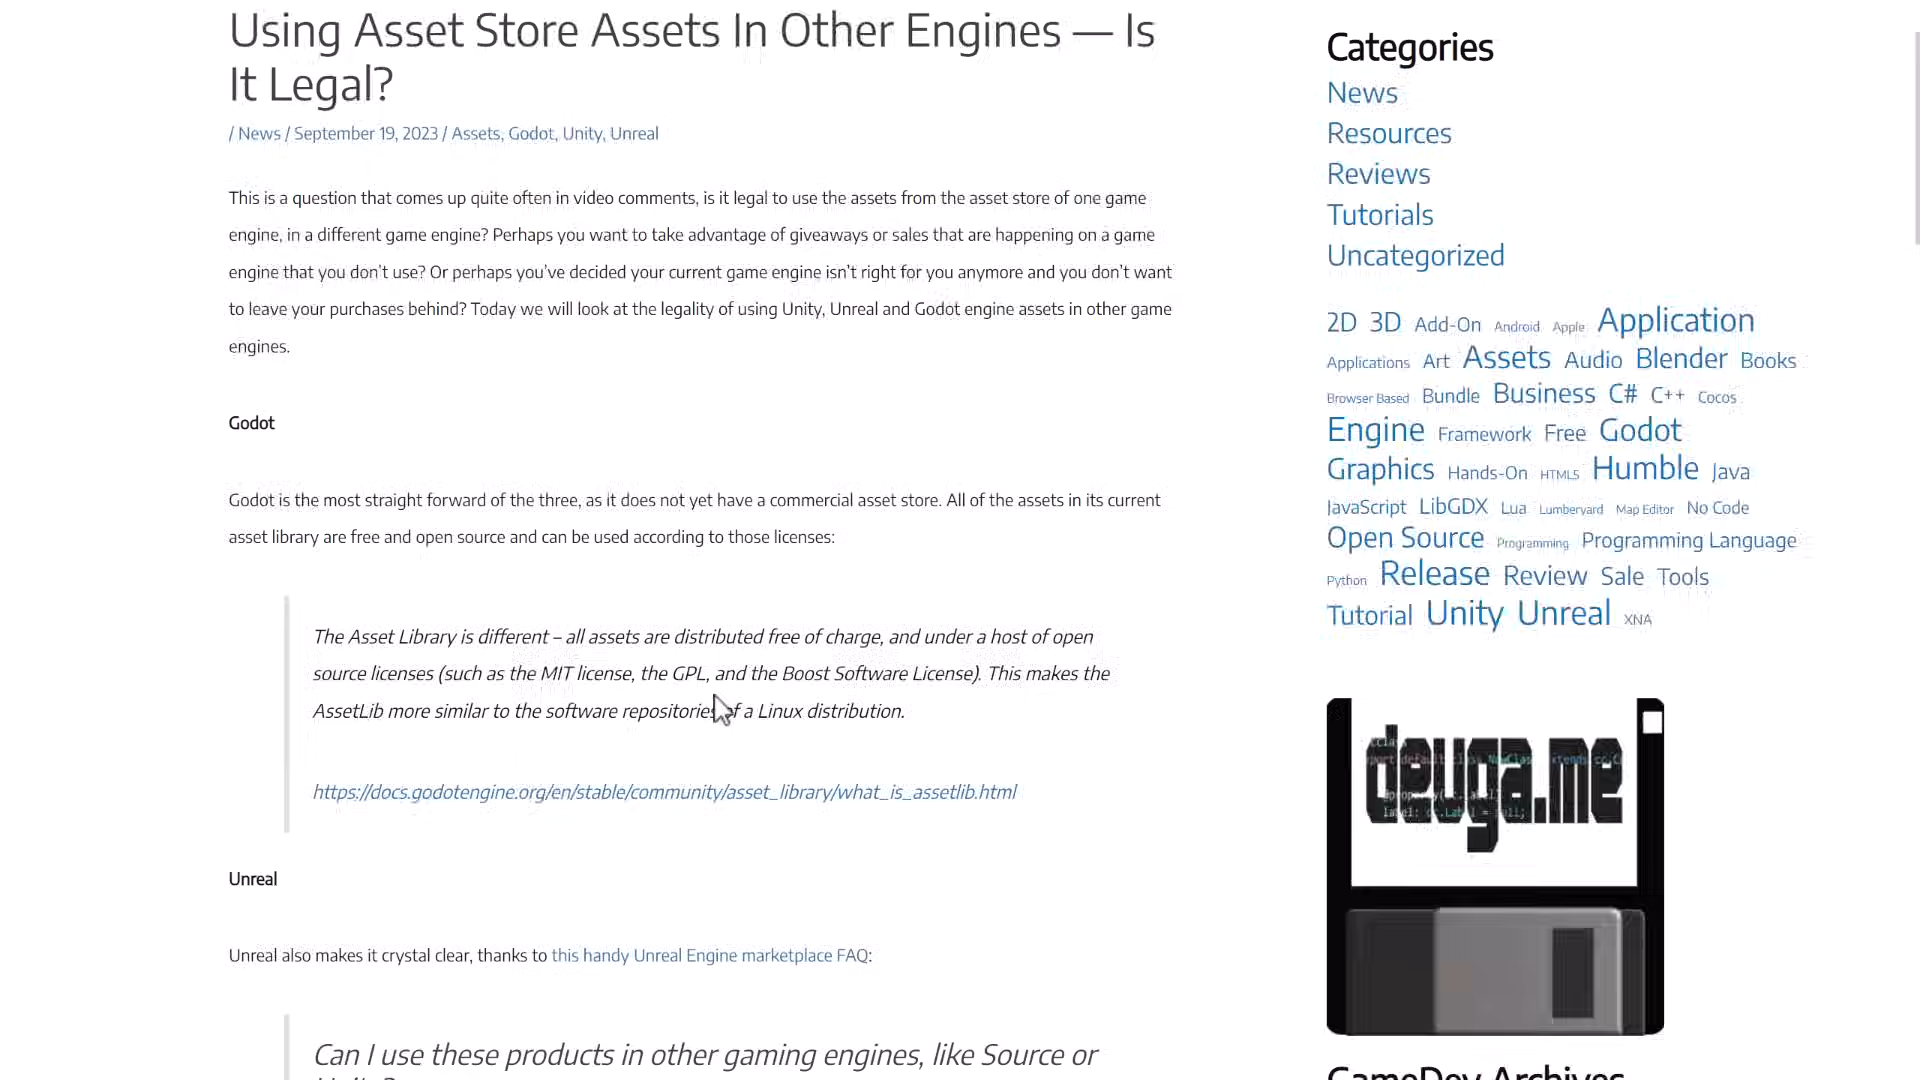 Using Asset Store Assets In Other Engines — Is
It Legal?
/ News / September 19, 2023 / Assets, Godot, Unity, Unreal
This is a question that comes up quite often in video comments, is it legal to use the assets from the asset store of one game
engine, in a different game engine? Perhaps you want to take advantage of giveaways or sales that are happening on a game
engine that you don't use? Or perhaps you've decided your current game engine isn't right for you anymore and you don't want
to leave your purchases behind? Today we will look at the legality of using Unity, Unreal and Godot engine assets in other game
engines.
Godot
Godot is the most straight forward of the three, as it does not yet have a commercial asset store. All of the assets in its current
asset library are free and open source and can be used according to those licenses:
The Asset Library is different – all assets are distributed free of charge, and under a host of open
source licenses (such as the MIT license, the GPL, and the Boost Software License). This makes the
AssetLib more similar to the software repositories of a Linux distribution.
https://docs.godotengine.org/en/stable/community/asset_library/what_is_assetlib.html
Unreal
Unreal also makes it crystal clear, thanks to this handy Unreal Engine marketplace FAQ:
Can I use these products in other gaming engines, like Source or
Categories
News
Resources
Reviews
Tutorials
Uncategorized
2D 3D Add-On Android Apple Application
Applications Art Assets Audio Blender Books
Browser Based Bundle Business C# C++ Cocos
Engine Framework Free Godot
Graphics Hands-On HTML5 Humble Java
JavaScript LibGDX Lua Lumberyard Map Editor No Code
Open Source Programming Programming Language
Python Release Review Sale Tools
Tutorial Unity Unreal XNA
devga.me
GameDev Archives